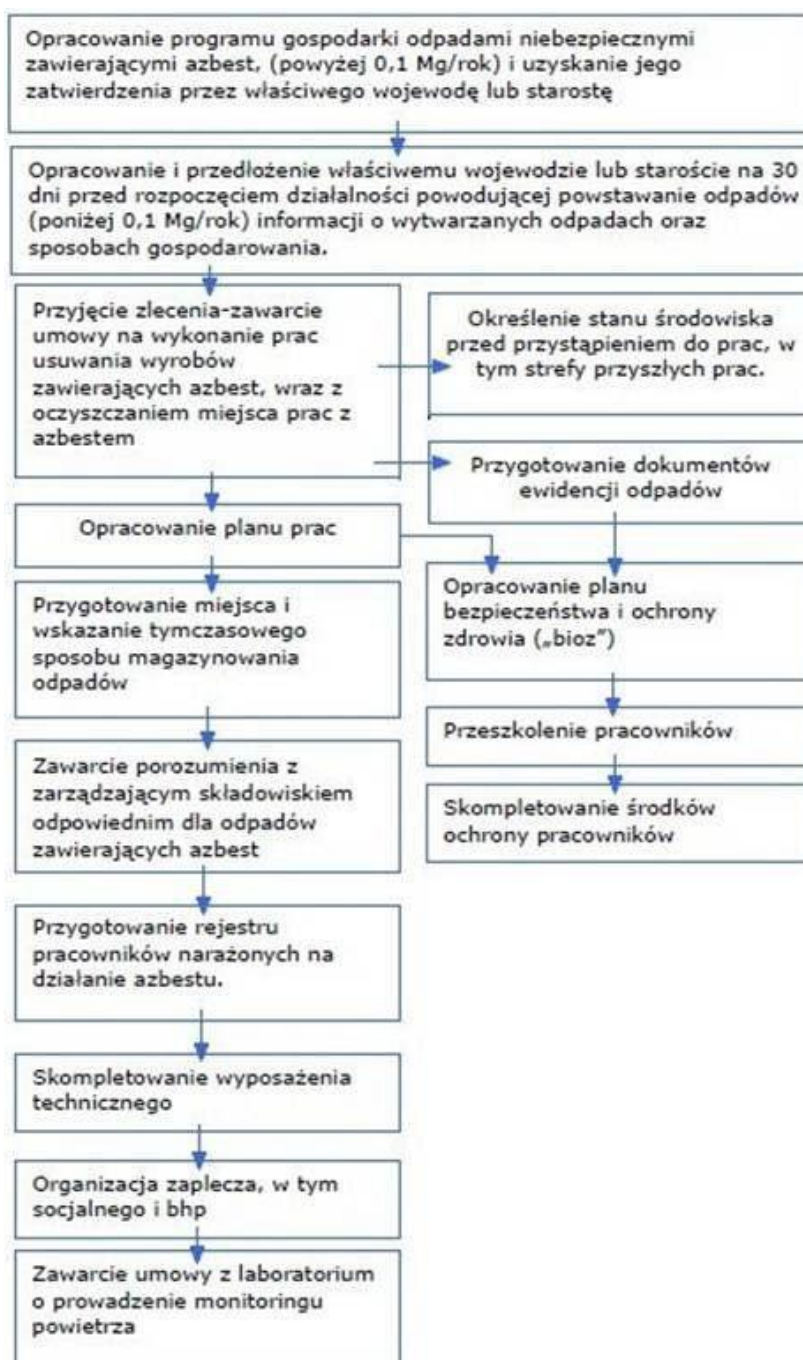 Opracowanie programu gospodarki odpadami niebezpiecznymi
zawierającymi azbest, (powyżej 0,1 Mg/rok) i uzyskanie jego
zatwierdzenia przez właściwego wojewodę lub starostę
Opracowanie i przedłożenie właściwemu wojewodzie lub staroście na 30
dni przed rozpoczęciem działalności powodującej powstawanie odpadów
(poniżej 0,1 Mg/rok) informacji o wytwarzanych odpadach oraz
sposobach gospodarowania.
Przyjęcie zlecenia-zawarcie
umowy na wykonanie prac
usuwania wyrobów
zawierających azbest, wraz z
oczyszczaniem miejsca prac z
azbestem
Określenie stanu środowiska
przed przystąpieniem do prac, w
tym strefy przyszłych prac.
Przygotowanie dokumentów
ewidencji odpadów
Opracowanie planu prac
Opracowanie planu
bezpieczeństwa i ochrony
zdrowia („bioz”)
Przygotowanie miejsca i
wskazanie tymczasowego
sposobu magazynowania
odpadów
Przeszkolenie pracowników
Zawarcie porozumienia z
zarządzającym składowiskiem
odpowiednim dla odpadów
zawierających azbest
Skompletowanie środków
ochrony pracowników
Przygotowanie rejestru
pracowników narażonych na
działanie azbestu.
Skompletowanie wyposażenia
technicznego
Organizacja zaplecza, w tym
socjalnego i bhp
Zawarcie umowy z laboratorium
o prowadzenie monitoringu
powietrza